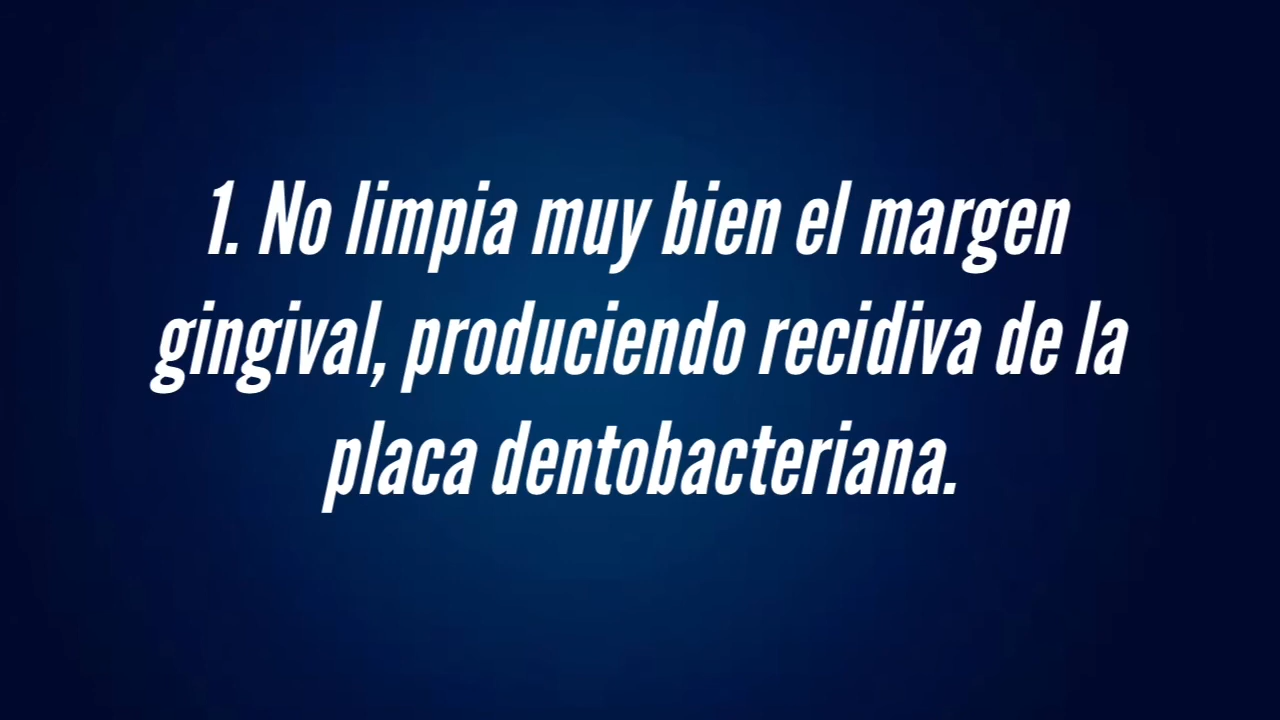 1. No limpia muy bien el margen
gingival, produciendo recidiva de la
placa dentobacteriana.